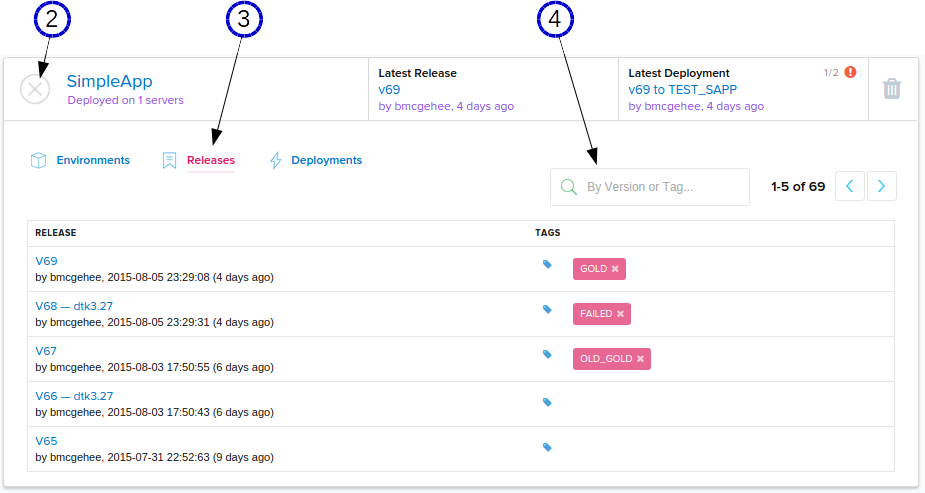 2 3 4
SimpleApp
Deployed on 1 servers
Latest Release
v69
by bmcgehee, 4 days ago
Latest Deployment 1/2 !
v69 to TEST_SAPP
by bmcgehee, 4 days ago
Environments Releases Deployments
By Version or Tag... 1-5 of 69
RELEASE TAGS
V69
by bmcgehee, 2015-08-05 23:29:08 (4 days ago)
GOLD ×
V68 — dtk3.27
by bmcgehee, 2015-08-05 23:29:31 (4 days ago)
FAILED ×
V67
by bmcgehee, 2015-08-03 17:50:55 (6 days ago)
OLD_GOLD ×
V66 — dtk3.27
by bmcgehee, 2015-08-03 17:50:43 (6 days ago)
V65
by bmcgehee, 2015-07-31 22:52:63 (9 days ago)